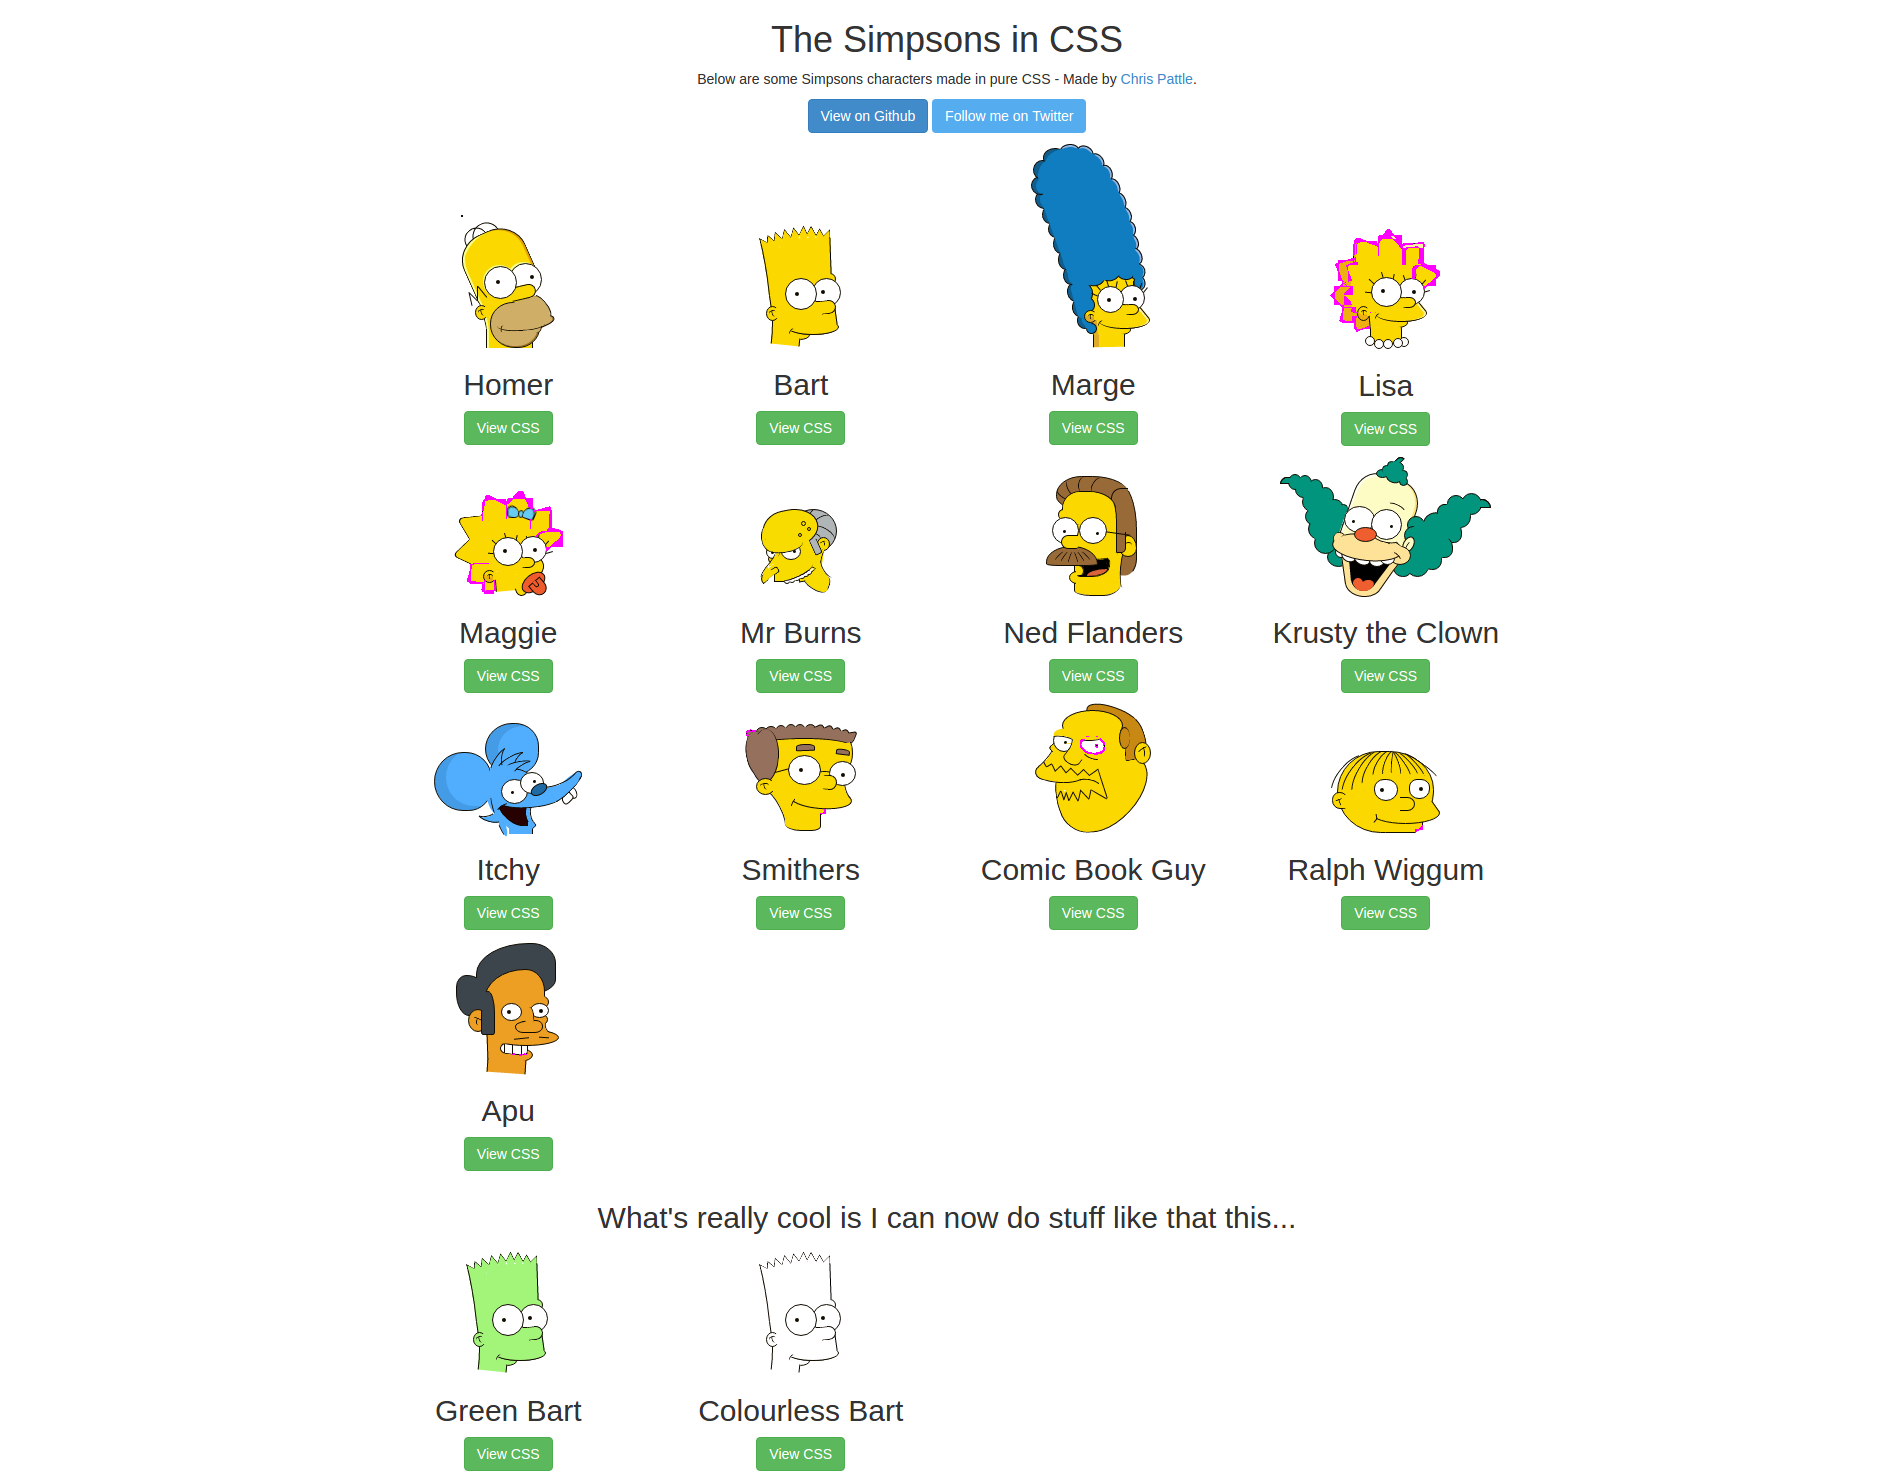 The Simpsons in CSS
Below are some Simpsons characters made in pure CSS - Made by Chris Pattle.
View on Github Follow me on Twitter
Homer Bart Marge Lisa
View CSS View CSS View CSS View CSS
Maggie Mr Burns Ned Flanders Krusty the Clown
View CSS View CSS View CSS View CSS
Itchy Smithers Comic Book Guy Ralph Wiggum
View CSS View CSS View CSS View CSS
Apu
View CSS
What's really cool is I can now do stuff like that this...
Green Bart Colourless Bart
View CSS View CSS